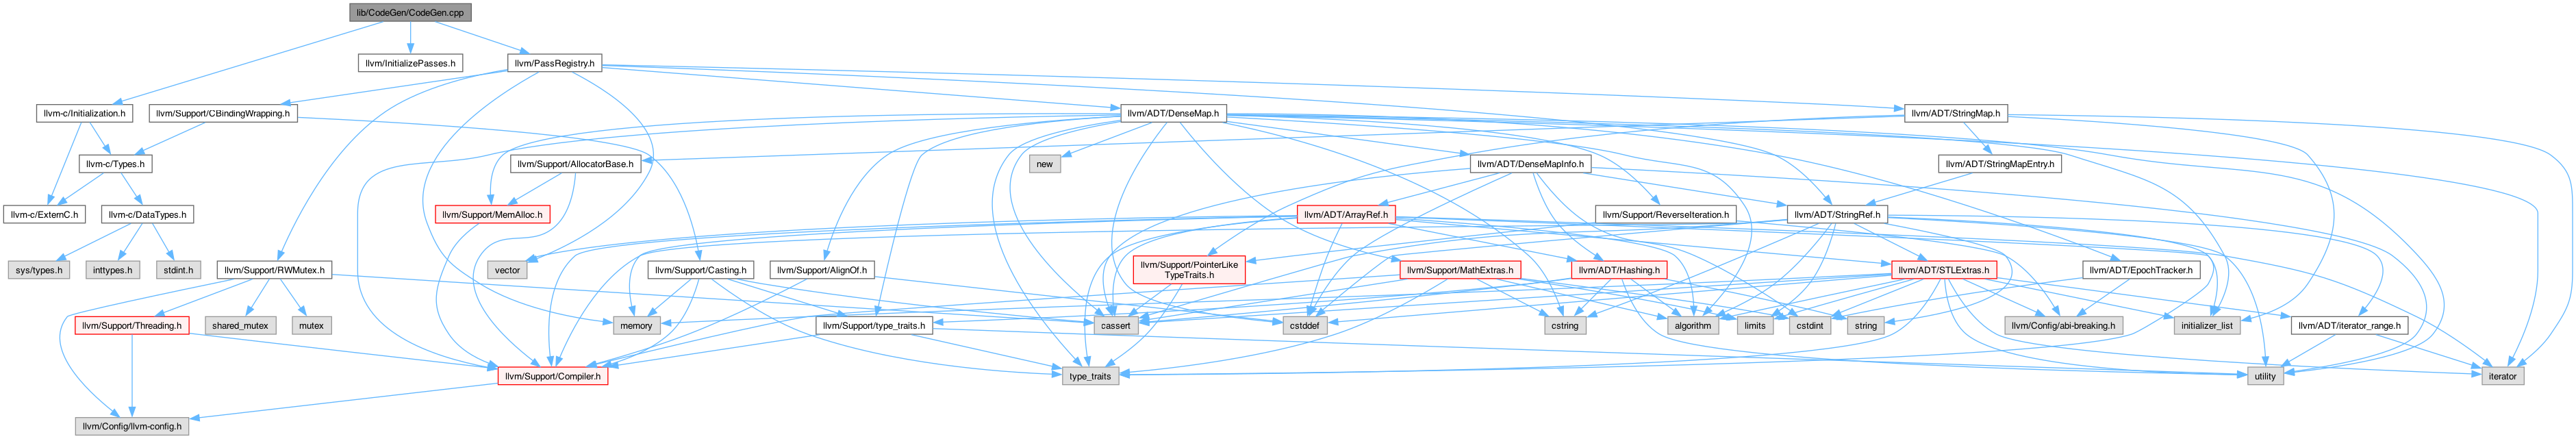 lib/CodeGen/CodeGen.cpp
llvm/InitializePasses.h
llvm/PassRegistry.h
llvm-c/Initialization.h
llvm/Support/CBindingWrapping.h
llvm/ADT/DenseMap.h
llvm/ADT/StringMap.h
llvm-c/Types.h
llvm/Support/AllocatorBase.h
new
llvm/ADT/DenseMapInfo.h
llvm/ADT/StringMapEntry.h
llvm-c/ExternC.h
llvm-c/DataTypes.h
llvm/Support/MemAlloc.h
llvm/ADT/ArrayRef.h
llvm/Support/ReverseIteration.h
llvm/ADT/StringRef.h
sys/types.h
inttypes.h
stdint.h
llvm/Support/RWMutex.h
vector
llvm/Support/Casting.h
llvm/Support/AlignOf.h
llvm/Support/PointerLike
TypeTraits.h
llvm/Support/MathExtras.h
llvm/ADT/Hashing.h
llvm/ADT/STLExtras.h
llvm/ADT/EpochTracker.h
llvm/Support/Threading.h
shared_mutex
mutex
memory
llvm/Support/type_traits.h
cassert
cstddef
cstring
algorithm
limits
cstdint
string
llvm/Config/abi-breaking.h
initializer_list
llvm/ADT/iterator_range.h
llvm/Support/Compiler.h
type_traits
utility
iterator
llvm/Config/llvm-config.h